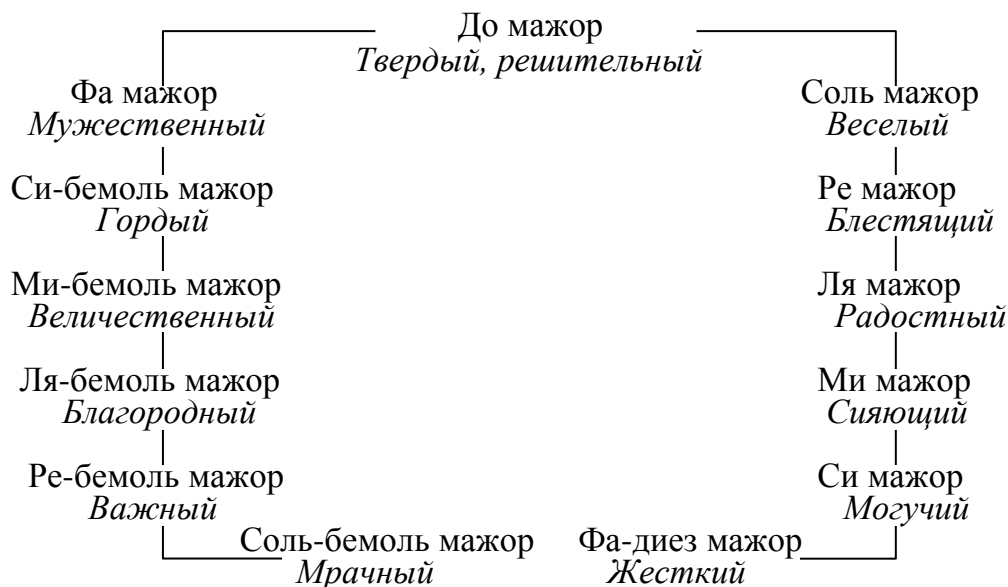 До мажор
Твердый, решительный
Фа мажор
Мужественный
Соль мажор
Веселый
Си-бемоль мажор
Гордый
Ре мажор
Блестящий
Ми-бемоль мажор
Величественный
Ля мажор
Радостный
Ля-бемоль мажор
Благородный
Ми мажор
Сияющий
Ре-бемоль мажор
Важный
Си мажор
Могучий
Соль-бемоль мажор
Мрачный
Фа-диез мажор
Жесткий